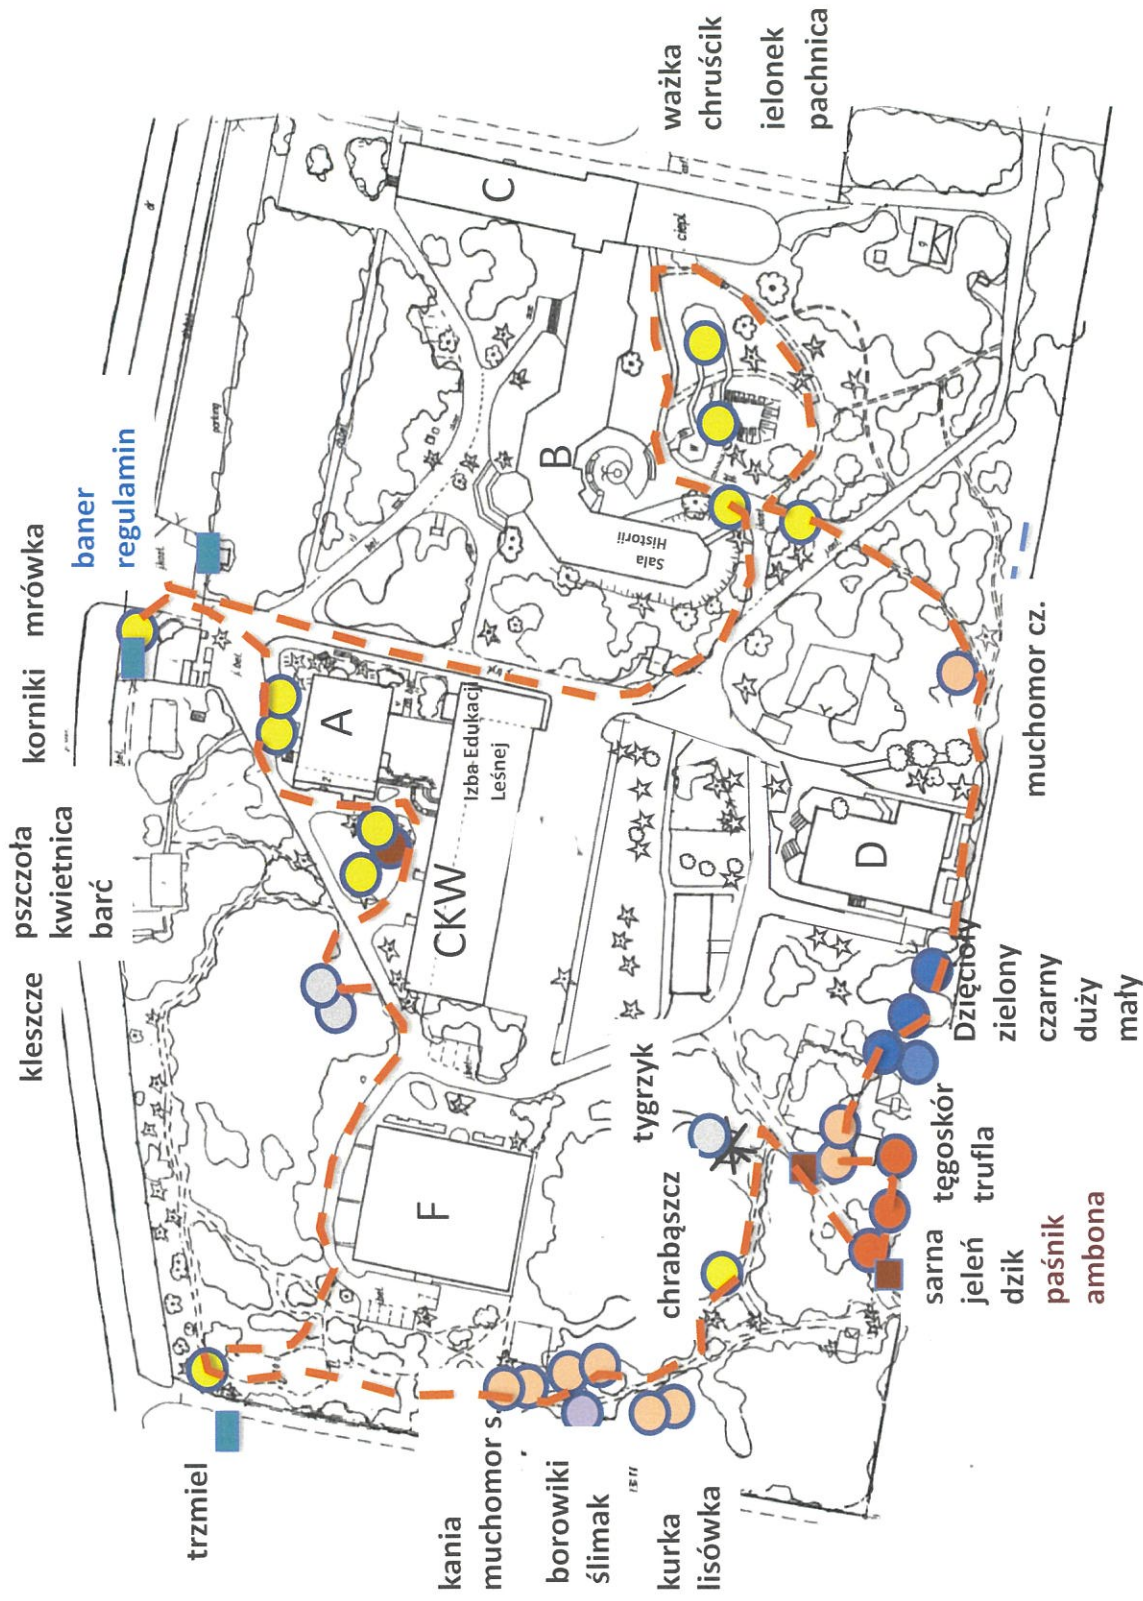 trzmiel
kania
muchomor s.
borowiki
ślimak
kurka
lisówka
kleszcze
pszczoła
kwietnica
barć
korniki
mrówka
baner
regulamin
ważka
chruścik
jelonek
pachnica
F
CKW
Izba Edukacji
Leśnej
A
B
Sala
Historii
C
ciepl
parking
D
chrabąszcz
tygrzyk
sarna
jeleń
dzik
paśnik
ambona
tęgoskór
trufla
Dzięcioły
zielony
czarny
duży
mały
muchomor cz.